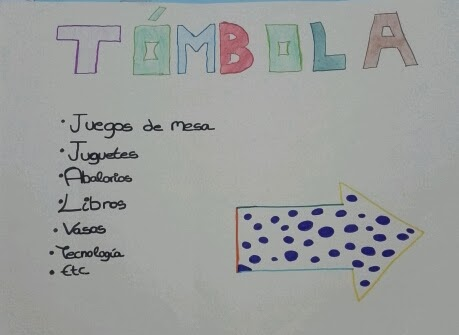 TÓMBOLA
• Juegos de mesa
• Juguetes
• Abalorios
• Libros
• Vasos
• Tecnología
• Etc